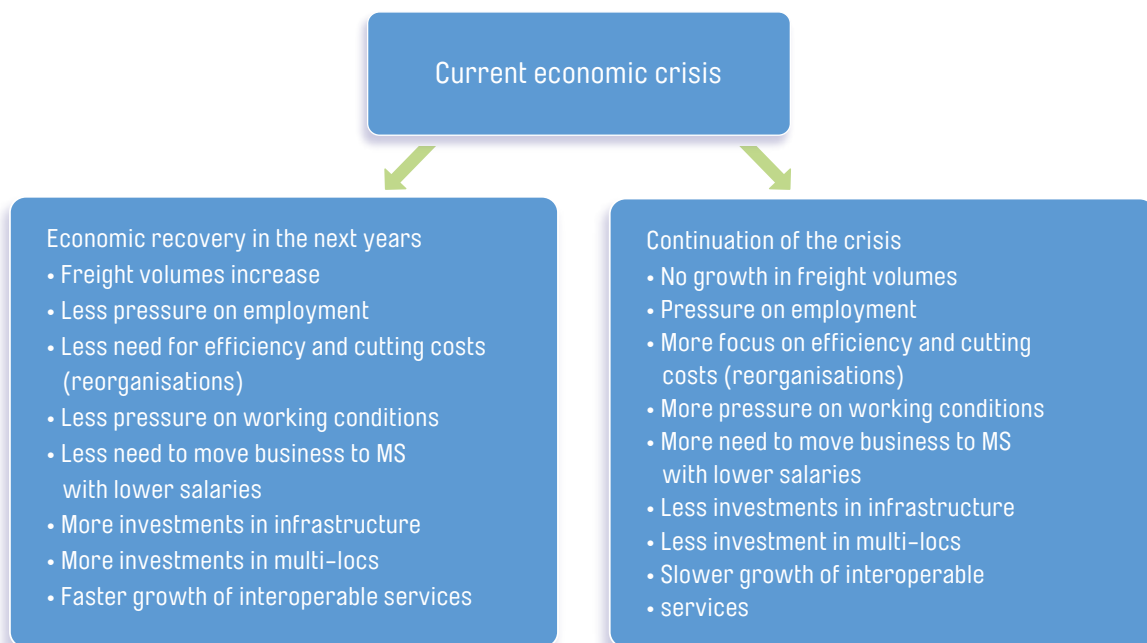 Current economic crisis
Economic recovery in the next years
• Freight volumes increase
• Less pressure on employment
• Less need for efficiency and cutting costs
(reorganisations)
• Less pressure on working conditions
• Less need to move business to MS
with lower salaries
• More investments in infrastructure
• More investments in multi-locs
• Faster growth of interoperable services
Continuation of the crisis
• No growth in freight volumes
• Pressure on employment
• More focus on efficiency and cutting
costs (reorganisations)
• More pressure on working conditions
• More need to move business to MS
with lower salaries
• Less investments in infrastructure
• Less investment in multi-locs
• Slower growth of interoperable
• services